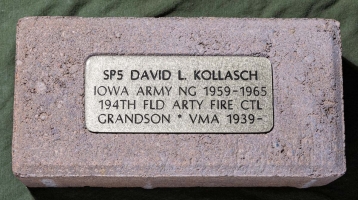 SP5 DAVID L. KOLLASCH
IOWA ARMY NG 1959-1965
194TH FLD ARTY FIRE CTL
GRANDSON * VMA 1939-